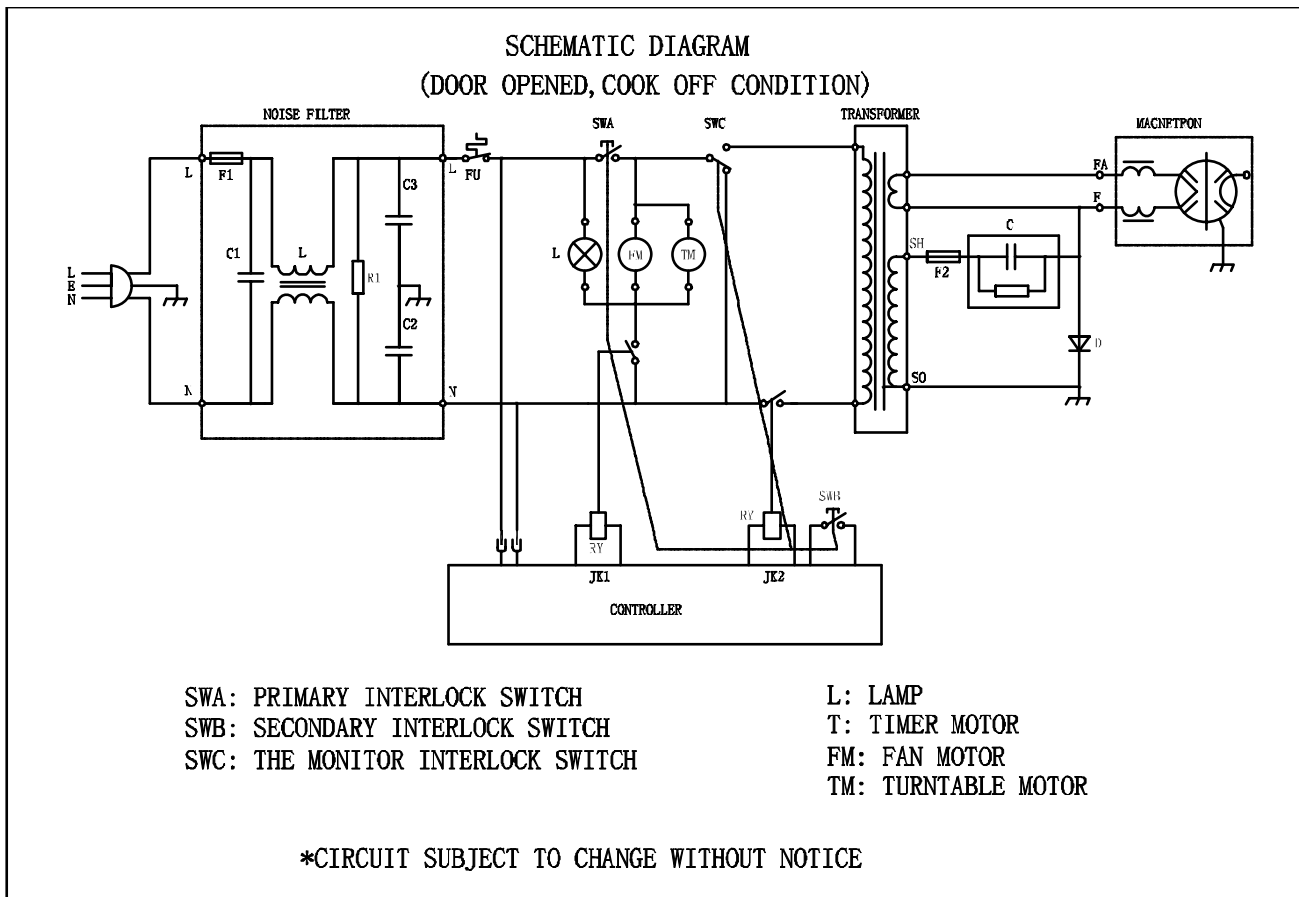 SCHEMATIC DIAGRAM
(DOOR OPENED, COOK OFF CONDITION)
NOISE FILTER
SWA
SWC
TRANSFORMER
MACNETPON
L
F1
L
FU
C3
FA
F
C1
L
R1
L
FM
TM
SH
F2
C
L
E
N
C2
D
N
N
SO
SWB
RY
RY
JK1
JK2
CONTROLLER
SWA: PRIMARY INTERLOCK SWITCH
SWB: SECONDARY INTERLOCK SWITCH
SWC: THE MONITOR INTERLOCK SWITCH
L: LAMP
T: TIMER MOTOR
FM: FAN MOTOR
TM: TURNTABLE MOTOR
*CIRCUIT SUBJECT TO CHANGE WITHOUT NOTICE